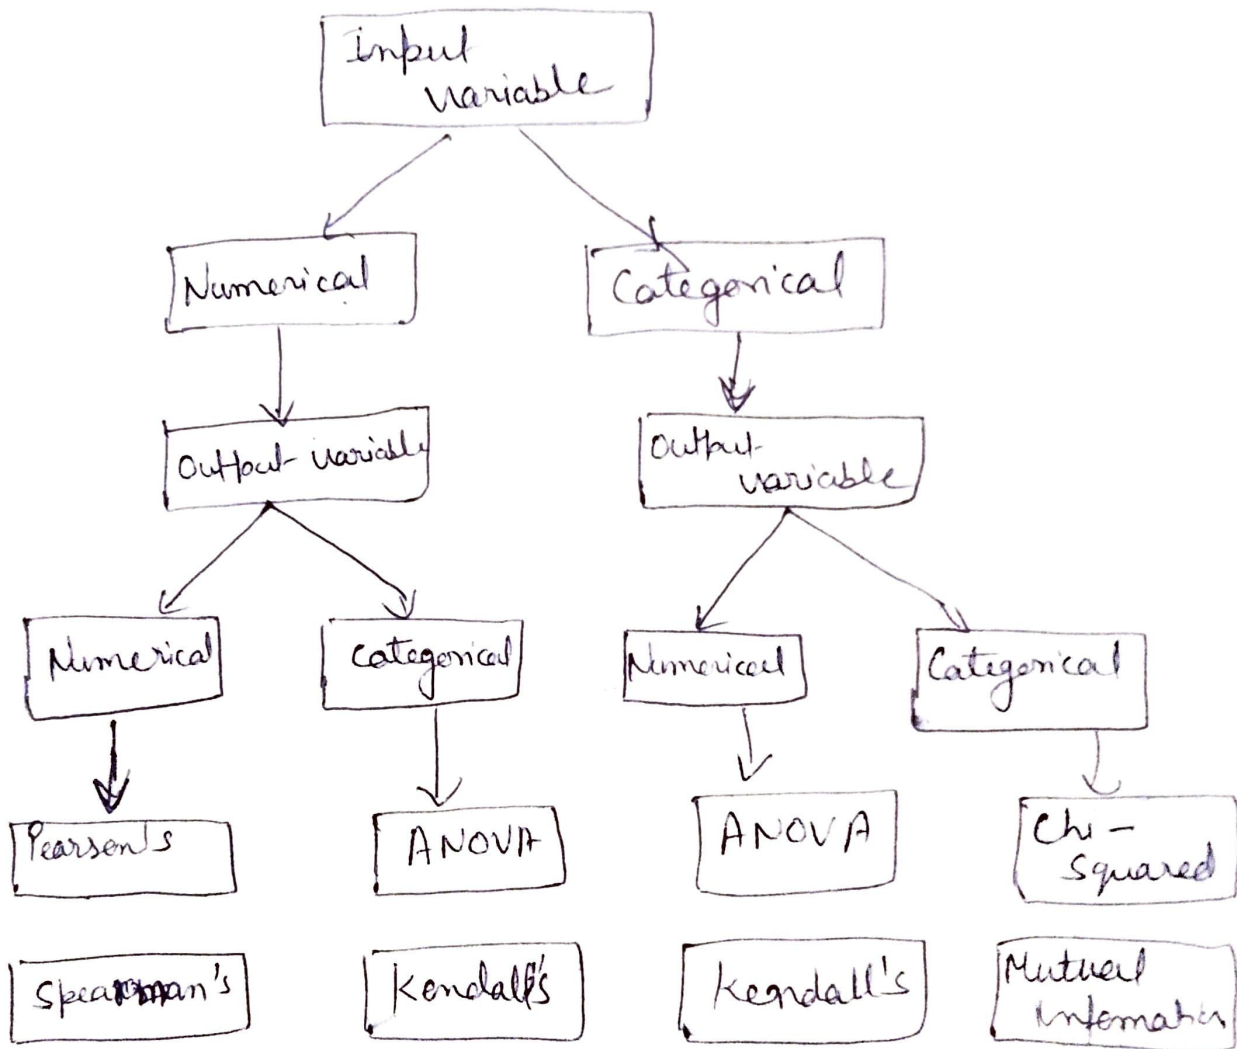 Input
variable
Numerical
Categorical
Output variable
Output
variable
Numerical
Categorical
Numerical
Categorical
Pearson's
ANOVA
ANOVA
Chi -
Squared
Spearman's
Kendall's
Kendall's
Mutual
Information